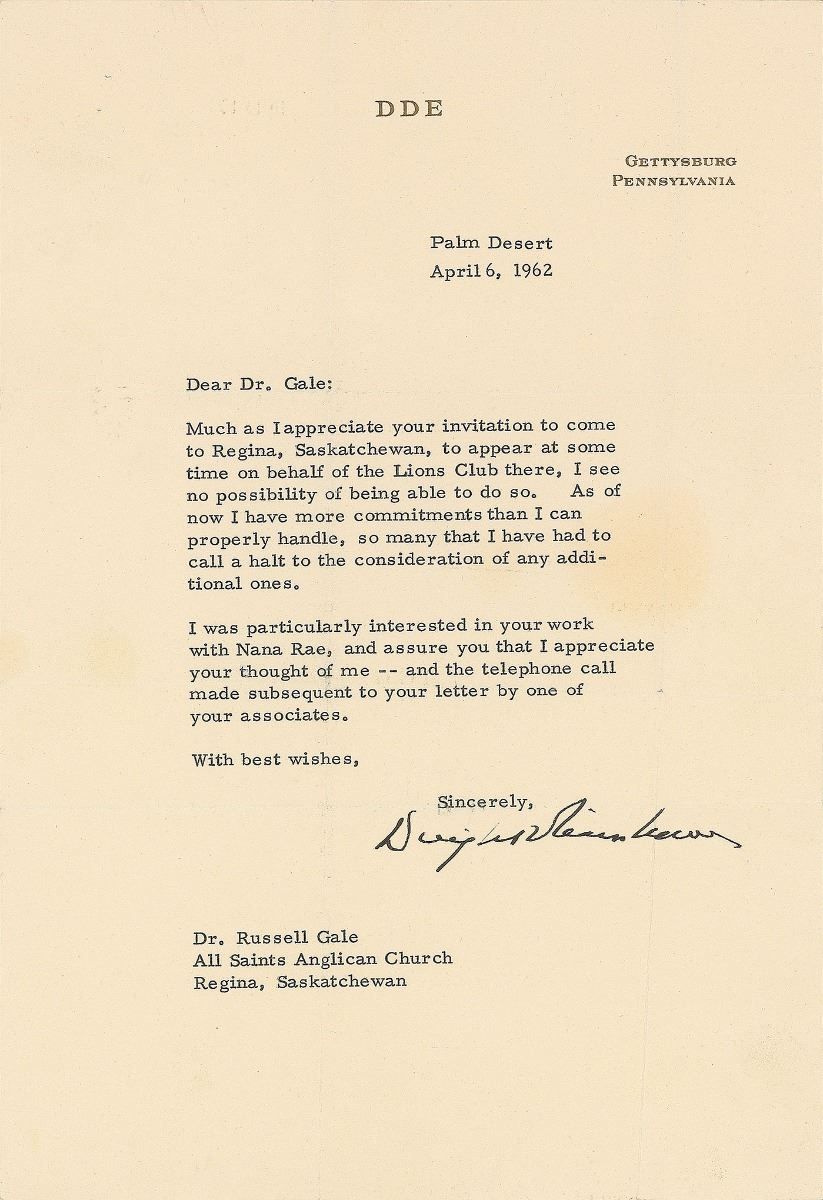 DDE
GETTYSBURG
PENNSYLVANIA
Palm Desert
April 6, 1962
Dear Dr. Gale:
Much as I appreciate your invitation to come
to Regina, Saskatchewan, to appear at some
time on behalf of the Lions Club there, I see
no possibility of being able to do so. As of
now I have more commitments than I can
properly handle, so many that I have had to
call a halt to the consideration of any addi-
tional ones.
I was particularly interested in your work
with Nana Rae, and assure you that I appreciate
your thought of me -- and the telephone call
made subsequent to your letter by one of
your associates.
With best wishes,
Sincerely,
Dwight D Eisenhower
Dr. Russell Gale
All Saints Anglican Church
Regina, Saskatchewan